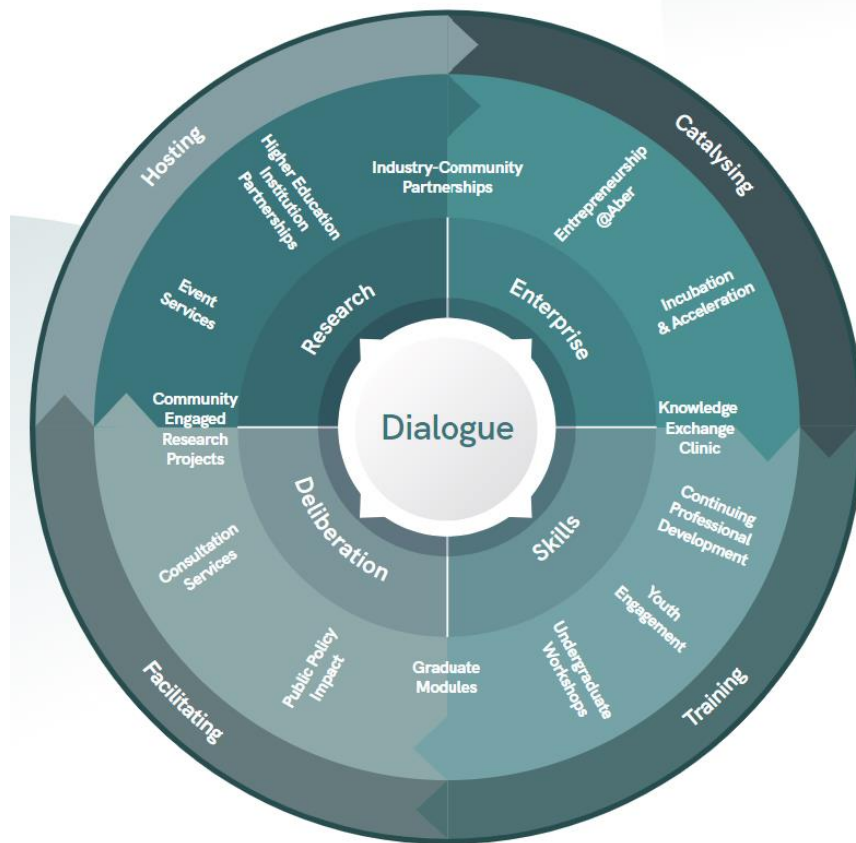 Hosting
Catalysing
Training
Facilitating
Higher Education
Institution
Partnerships
Industry-Community
Partnerships
Entrepreneurship
@Aber
Incubation
& Acceleration
Knowledge
Exchange
Clinic
Continuing
Professional
Development
Youth
Engagement
Undergraduate
Workshops
Graduate
Modules
Public Policy
Impact
Consultation
Services
Community
Engaged
Research
Projects
Event
Services
Research
Enterprise
Skills
Deliberation
Dialogue